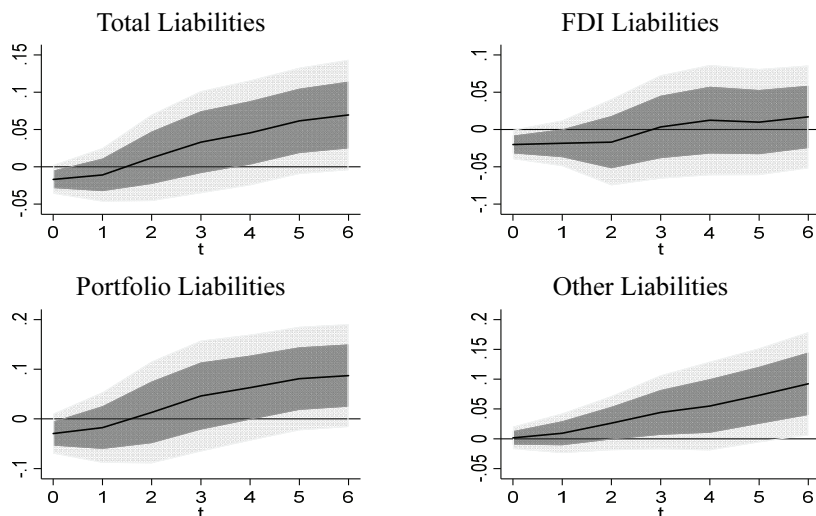 Total Liabilities
.15
.1
.05
0
-.05
0 1 2 3 4 5 6
t
FDI Liabilities
.1
.05
0
-.05
-.1
0 1 2 3 4 5 6
t
Portfolio Liabilities
.2
.1
0
-.1
0 1 2 3 4 5 6
t
Other Liabilities
.2
.15
.1
.05
0
-.05
0 1 2 3 4 5 6
t